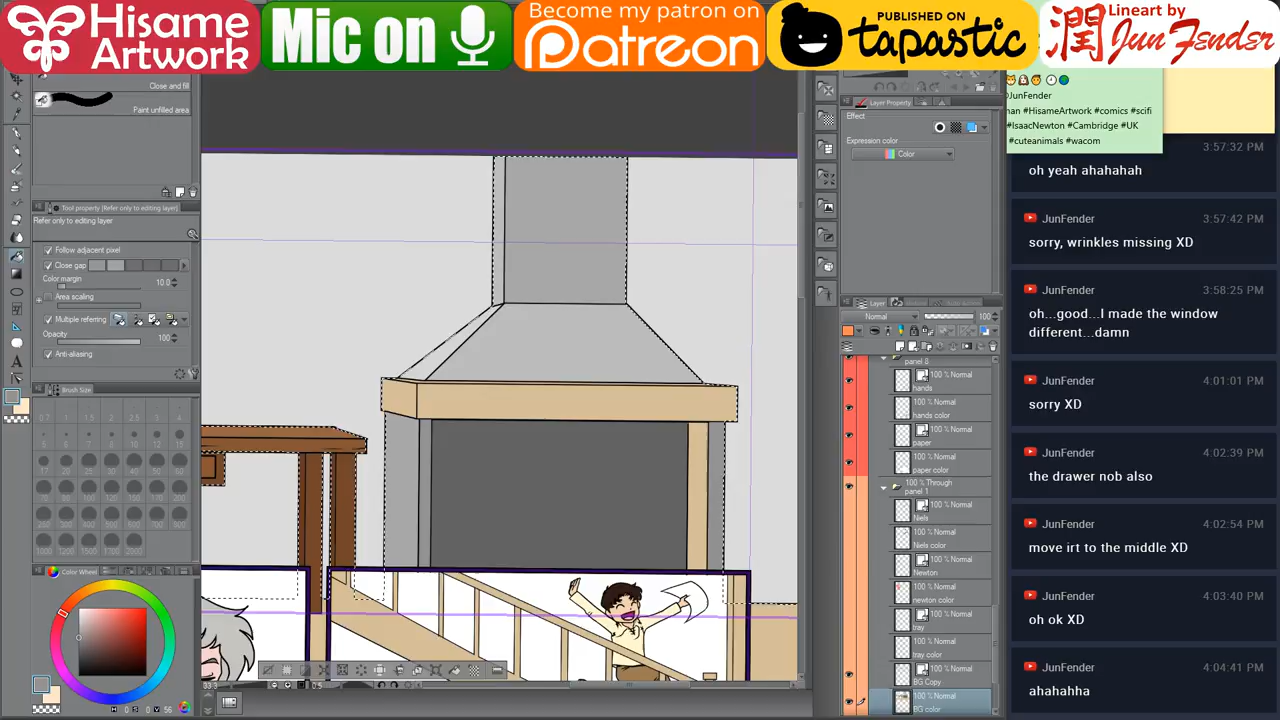 Hisame
Artwork
Mic on
Become my patron on
Patreon
PUBLISHED ON
tapastic
Lineart by
潤 JunFender
Close and fill
Paint unfilled area
Tool property [Refer only to editing layer]
Refer only to editing layer
Follow adjacent pixel
Close gap
Color margin
10.0
Area scaling
Multiple referring
Opacity
100
Anti-aliasing
Brush Size
Color Wheel
H 0 S 0 V 56
33.3
0.5
Layer Property
Effect
Expression color
Color
Layer
Normal
100
panel 8
100 % Normal
hands
100 % Normal
hands color
100 % Normal
paper
100 % Normal
paper color
100 % Through
panel 1
100 % Normal
Niels
100 % Normal
Niels color
100 % Normal
Newton
100 % Normal
newton color
100 % Normal
tray
100 % Normal
tray color
100 % Normal
BG Copy
100 % Normal
BG color
JunFender
#HisameArtwork #comics #scifi
#IsaacNewton #Cambridge #UK
#cuteanimals #wacom
3:57:32 PM
oh yeah ahahahah
JunFender 3:57:42 PM
sorry, wrinkles missing XD
JunFender 3:58:25 PM
oh...good...I made the window
different...damn
JunFender 4:01:01 PM
sorry XD
JunFender 4:02:39 PM
the drawer nob also
JunFender 4:02:54 PM
move irt to the middle XD
JunFender 4:03:40 PM
oh ok XD
JunFender 4:04:41 PM
ahahahha